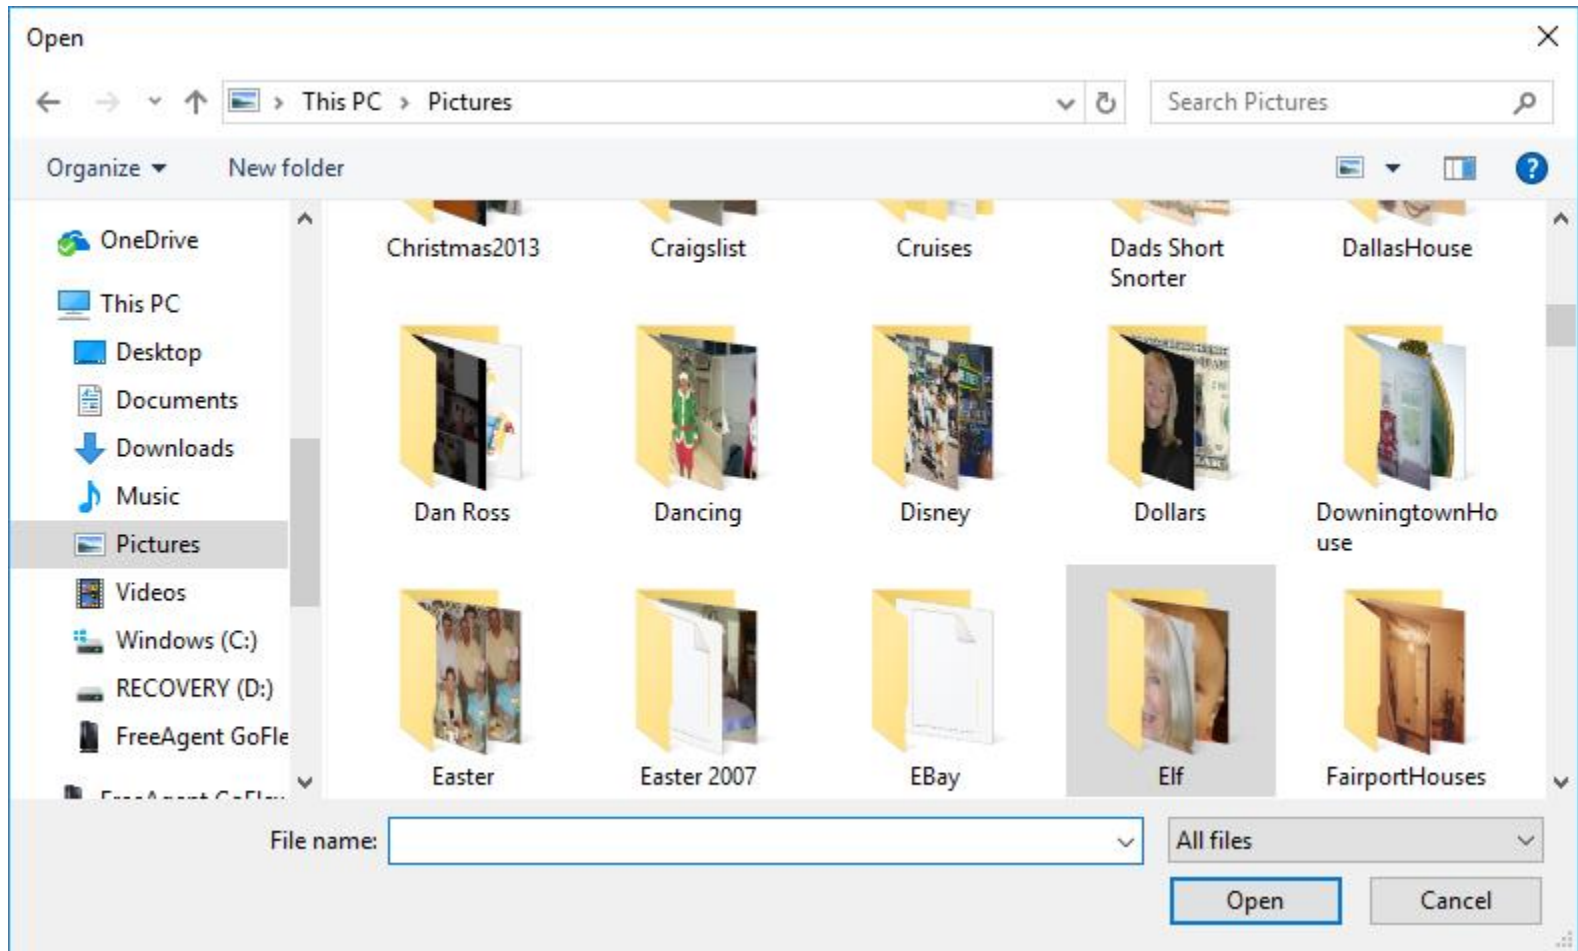 Open
This PC > Pictures
Search Pictures
Organize
New folder
OneDrive
This PC
Desktop
Documents
Downloads
Music
Pictures
Videos
Windows (C:)
RECOVERY (D:)
FreeAgent GoFle
Christmas2013
Craigslist
Cruises
Dads Short
Snorter
DallasHouse
Dan Ross
Dancing
Disney
Dollars
DowningtownHo
use
Easter
Easter 2007
EBay
Elf
FairportHouses
File name:
All files
Open
Cancel